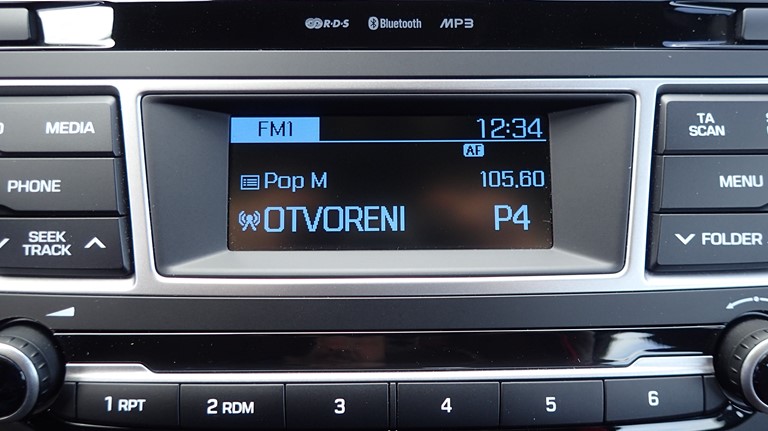 R·D·S Bluetooth MP3
FM1 12:34
MEDIA AF TA
SCAN
Pop M 105.60
PHONE MENU
OTVORENI P4
SEEK
TRACK FOLDER
1 RPT 2 RDM 3 4 5 6